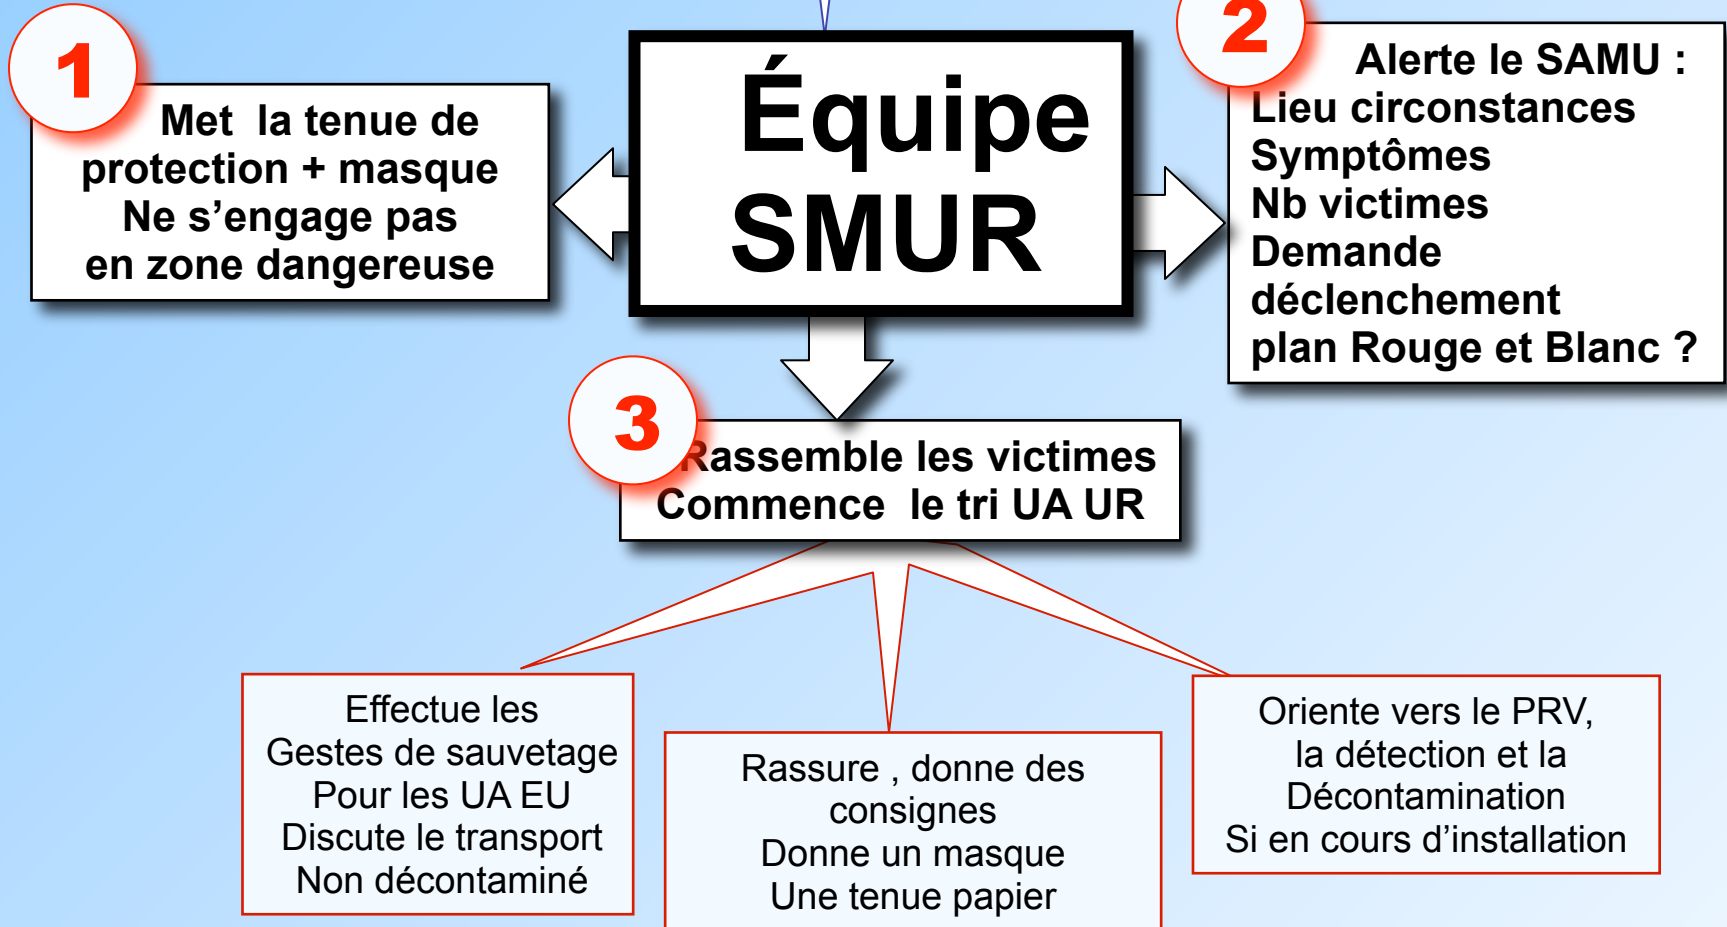 1
Met la tenue de
protection + masque
Ne s’engage pas
en zone dangereuse
Équipe
SMUR
2
Alerte le SAMU :
Lieu circonstances
Symptômes
Nb victimes
Demande
déclenchement
plan Rouge et Blanc ?
3
Rassemble les victimes
Commence le tri UA UR
Effectue les
Gestes de sauvetage
Pour les UA EU
Discute le transport
Non décontaminé
Rassure , donne des
consignes
Donne un masque
Une tenue papier
Oriente vers le PRV,
la détection et la
Décontamination
Si en cours d’installation